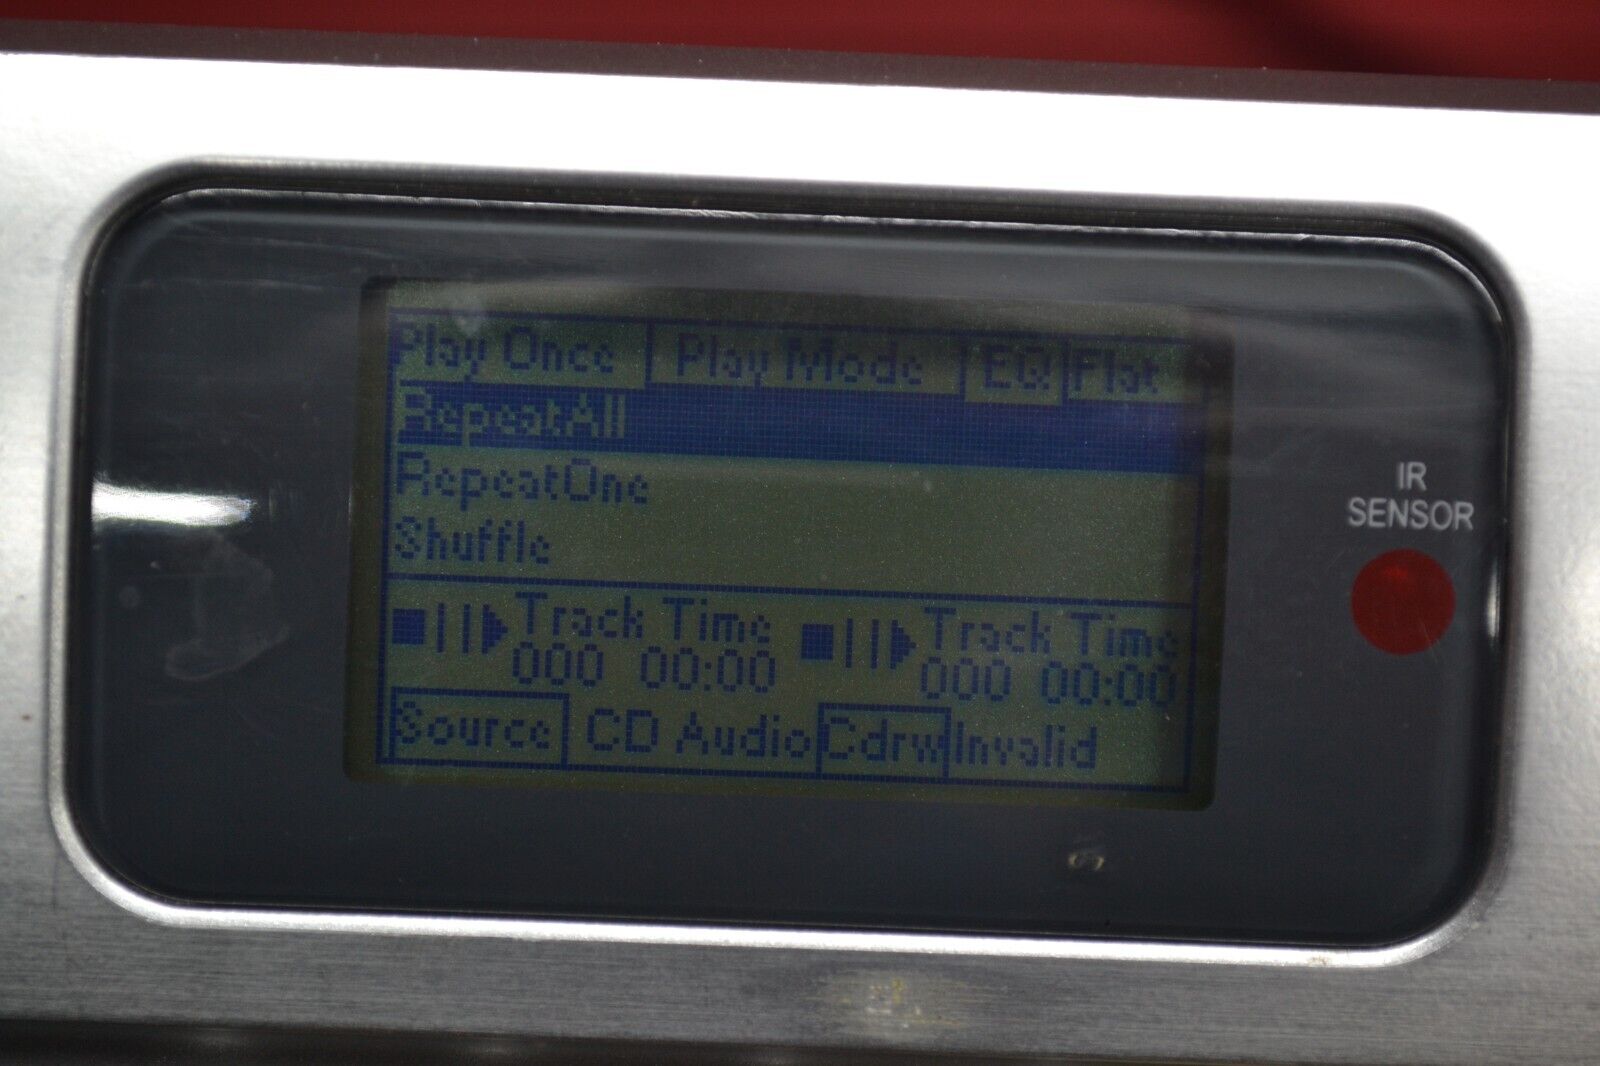 Play Once Play Mode EQ Flat
RepeatAll
RepeatOne
Shuffle
Track Time Track Time
000 00:00 000 00:00
Source CD Audio Cdrw Invalid
IR
SENSOR